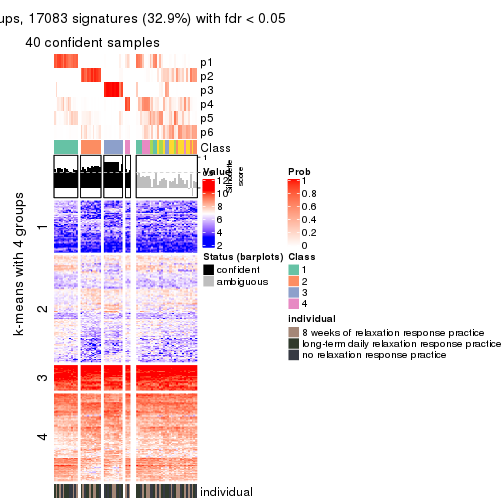 ups, 17083 signatures (32.9%) with fdr < 0.05
40 confident samples
p1
p2
p3
p4
p5
p6
Class
1
Silhouette
score
k-means with 4 groups
1
2
3
4
individual
Value
12
10
8
6
4
2
Prob
1
0.8
0.6
0.4
0.2
0
Status (barplots)
confident
ambiguous
Class
1
2
3
4
individual
8 weeks of relaxation response practice
long-term daily relaxation response practice
no relaxation response practice